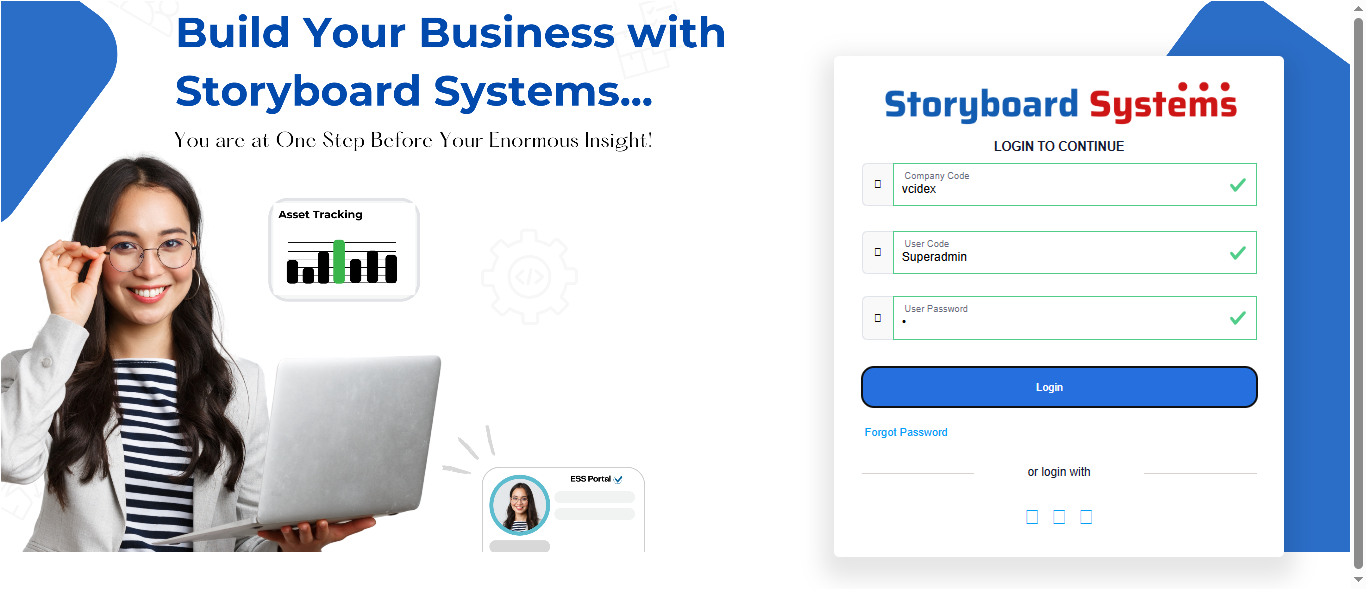 Build Your Business with
Storyboard Systems...
You are at One Step Before Your Enormous Insight!
Asset Tracking
ESS Portal
Storyboard Systems
LOGIN TO CONTINUE
Company Code
vcidex
User Code
Superadmin
User Password
•
Login
Forgot Password
or login with